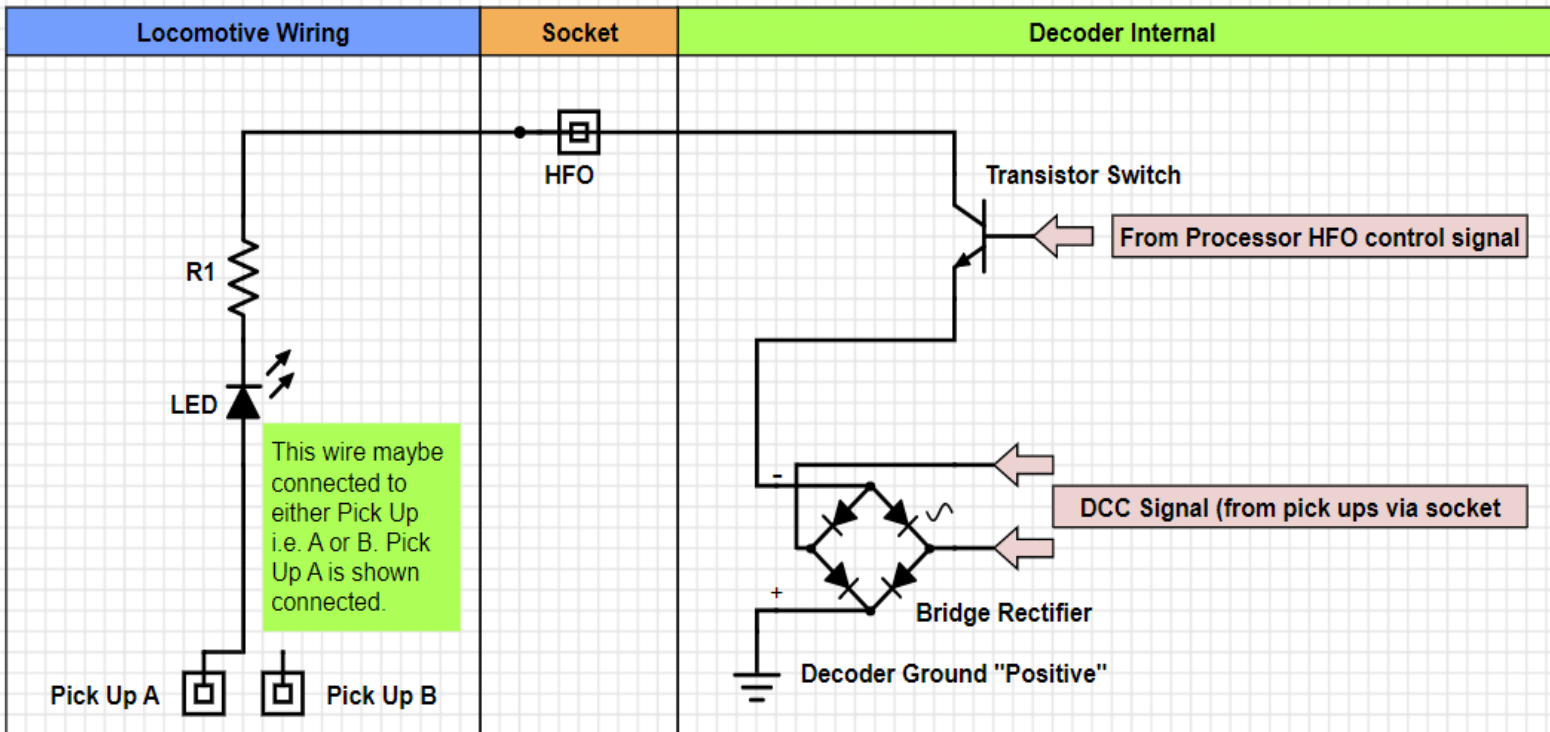 Locomotive Wiring
Socket
Decoder Internal
HFO
Transistor Switch
From Processor HFO control signal
R1
LED
This wire maybe
connected to
either Pick Up
i.e. A or B. Pick
Up A is shown
connected.
-
DCC Signal (from pick ups via socket
+
Bridge Rectifier
Decoder Ground "Positive"
Pick Up A
Pick Up B